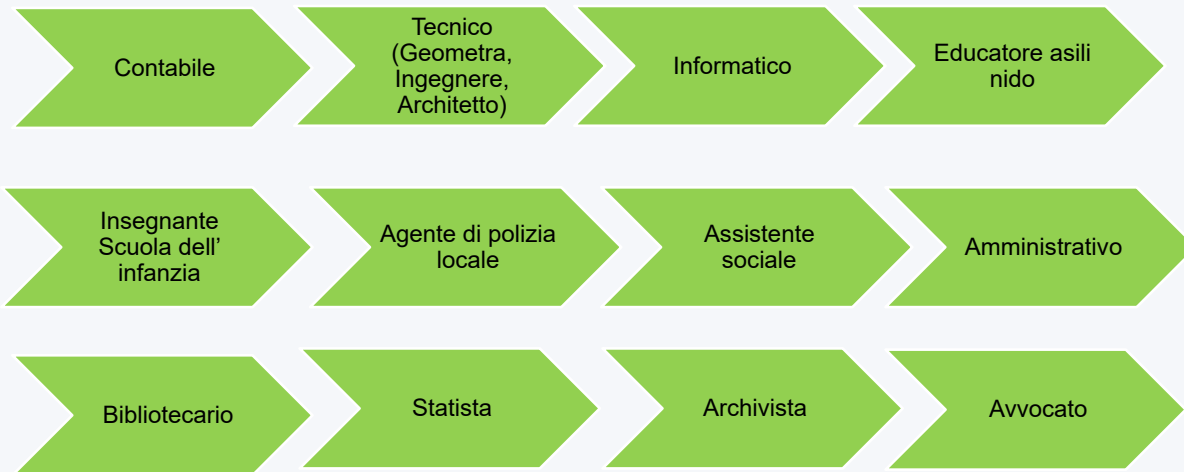 Contabile
Tecnico
(Geometra,
Ingegnere,
Architetto)
Informatico
Educatore asili
nido
Insegnante
Scuola dell’
infanzia
Agente di polizia
locale
Assistente
sociale
Amministrativo
Bibliotecario
Statista
Archivista
Avvocato